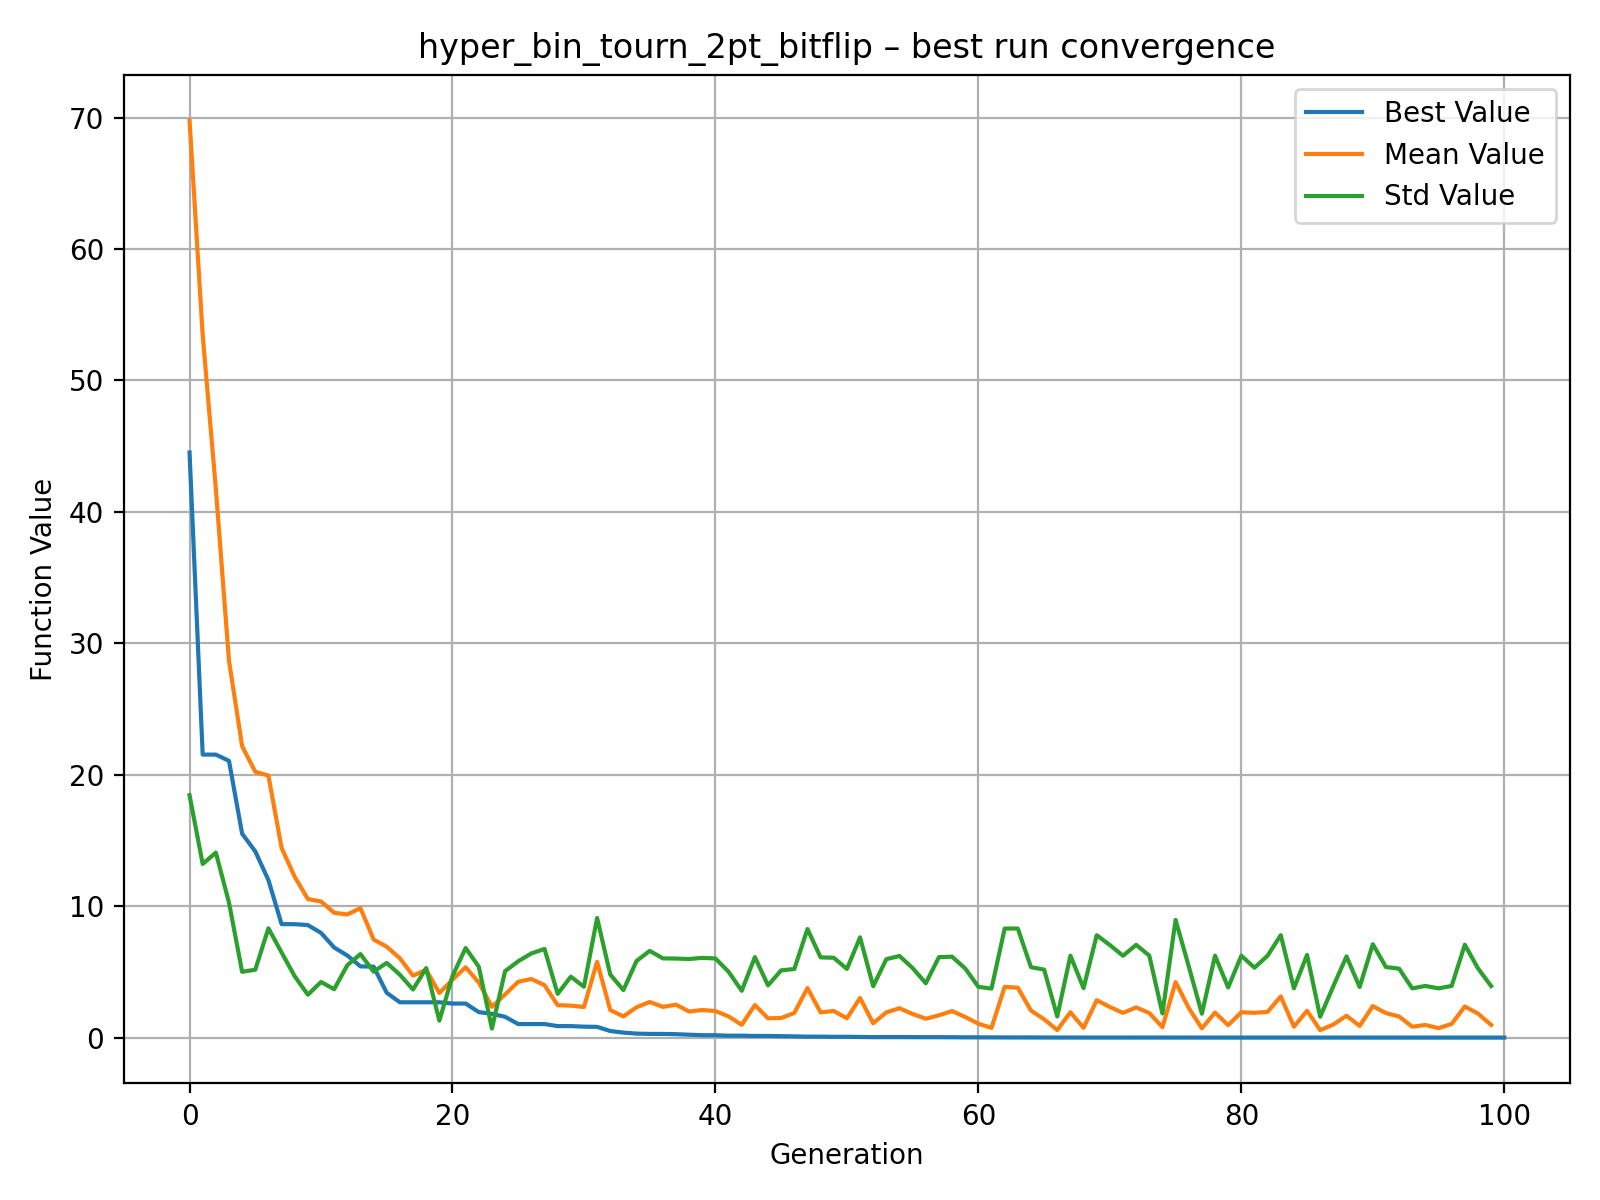 hyper_bin_tourn_2pt_bitflip – best run convergence
Best Value
Mean Value
Std Value
70
60
50
40
30
20
10
0
Function Value
0 20 40 60 80 100
Generation